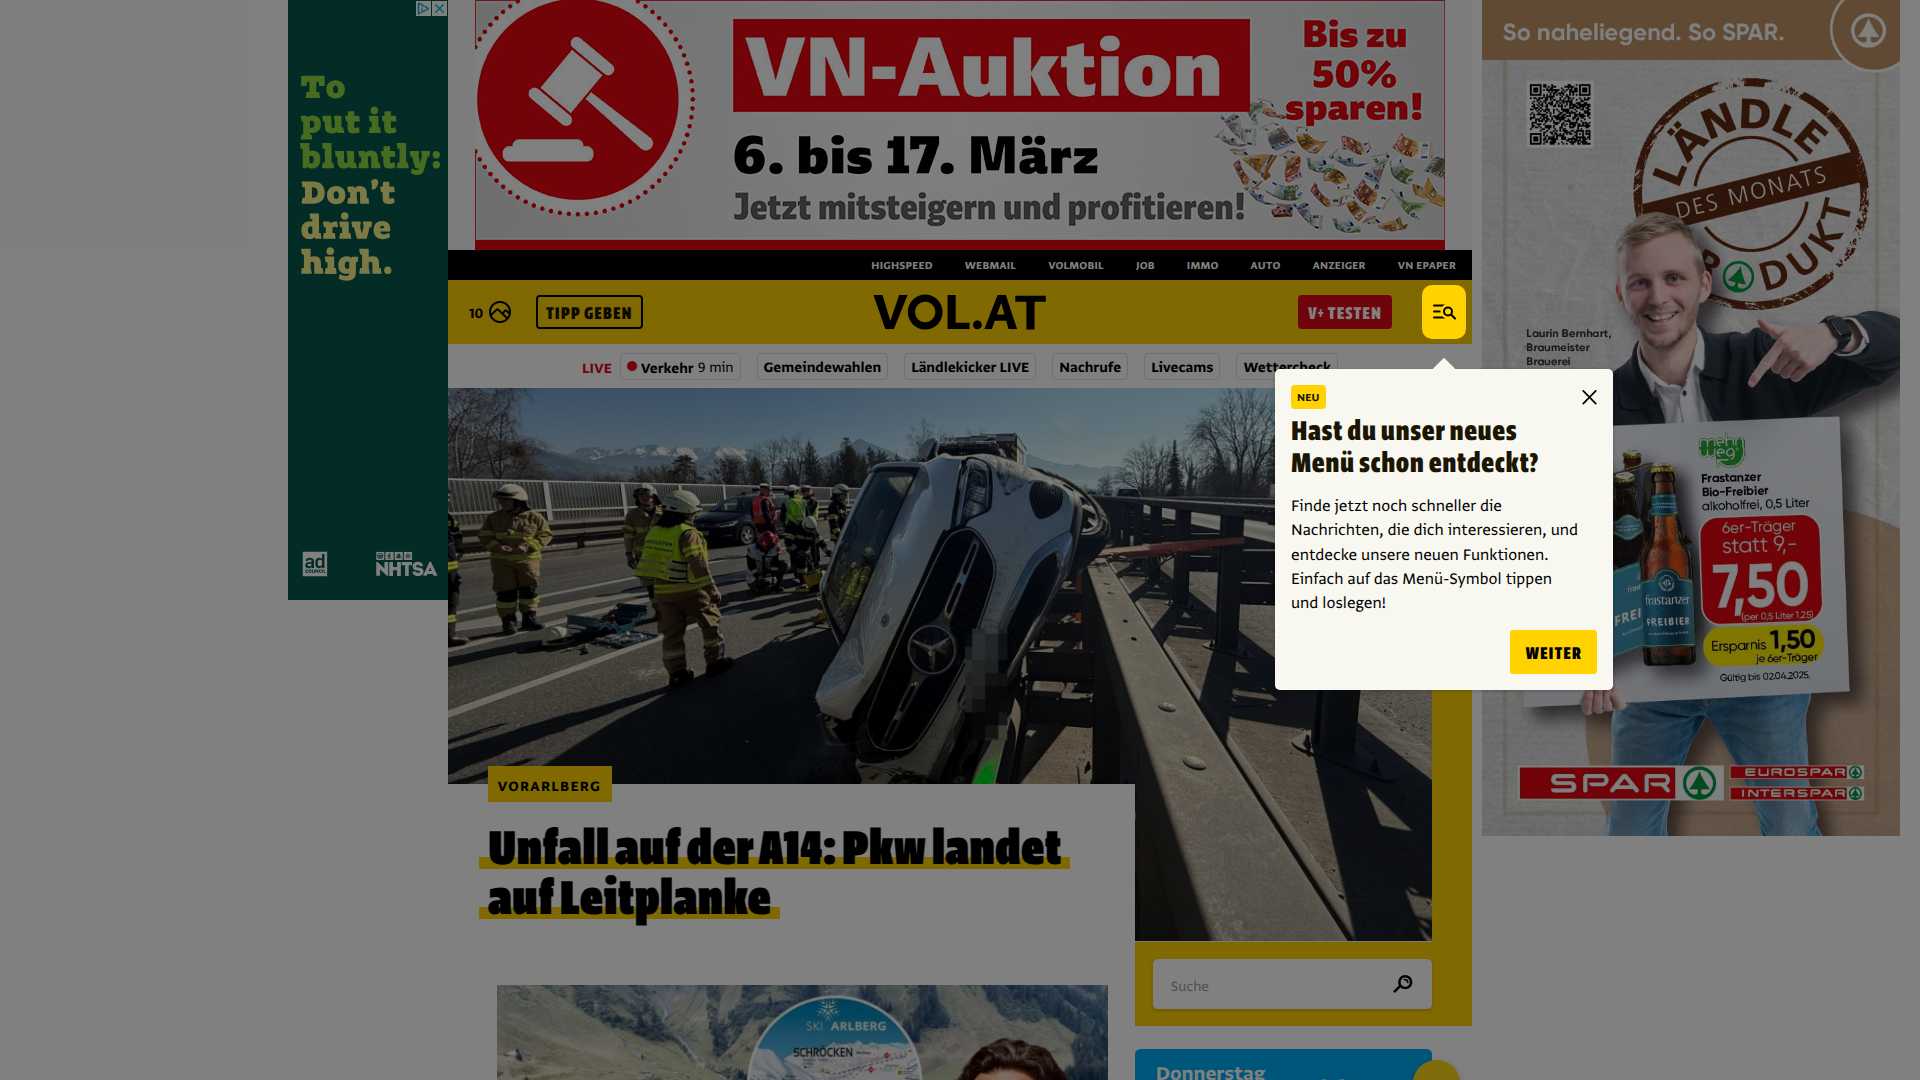 To
put it
bluntly:
Don't
drive
high.
ad
COUNCIL
NHTSA
VN-Auktion
Bis zu
50%
sparen!
6. bis 17. März
Jetzt mitsteigern und profitieren!
HIGHSPEED WEBMAIL VOLMOBIL JOB IMMO AUTO ANZEIGER VN EPAPER
10 TIPP GEBEN VOL.AT V+ TESTEN
LIVE Verkehr 9 min Gemeindewahlen Ländlekicker LIVE Nachrufe Livecams Wettercheck
NEU
Hast du unser neues
Menü schon entdeckt?
Finde jetzt noch schneller die
Nachrichten, die dich interessieren, und
entdecke unsere neuen Funktionen.
Einfach auf das Menü-Symbol tippen
und loslegen!
WEITER
VORARLBERG
Unfall auf der A14: Pkw landet
auf Leitplanke
Suche
SKI ARLBERG
SCHRÖCKEN
Donnerstag
So naheliegend. So SPAR.
LÄNDLE
DES MONATS
PRODUKT
Laurin Bernhart,
Braumeister
Brauerei
mehr
weg
Frastanzer
Bio-Freibier
alkoholfrei, 0,5 Liter
6er-Träger
statt 9,-
7,50
(per 0,5 Liter 1,25)
Ersparnis 1,50
je 6er-Träger
Gültig bis 02.04.2025.
frastanzer
FREIBIER
SPAR
EUROSPAR
INTERSPAR